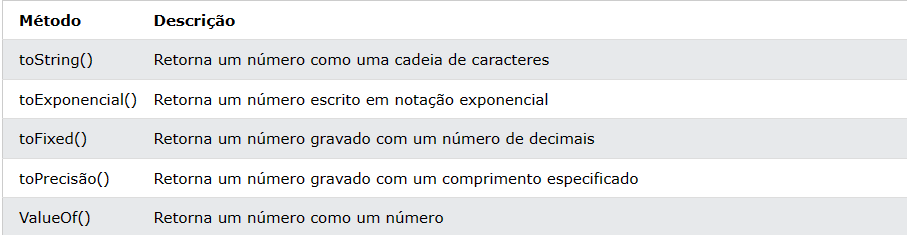 Método Descrição
toString() Retorna um número como uma cadeia de caracteres
toExponencial() Retorna um número escrito em notação exponencial
toFixed() Retorna um número gravado com um número de decimais
toPrecisão() Retorna um número gravado com um comprimento especificado
ValueOf() Retorna um número como um número